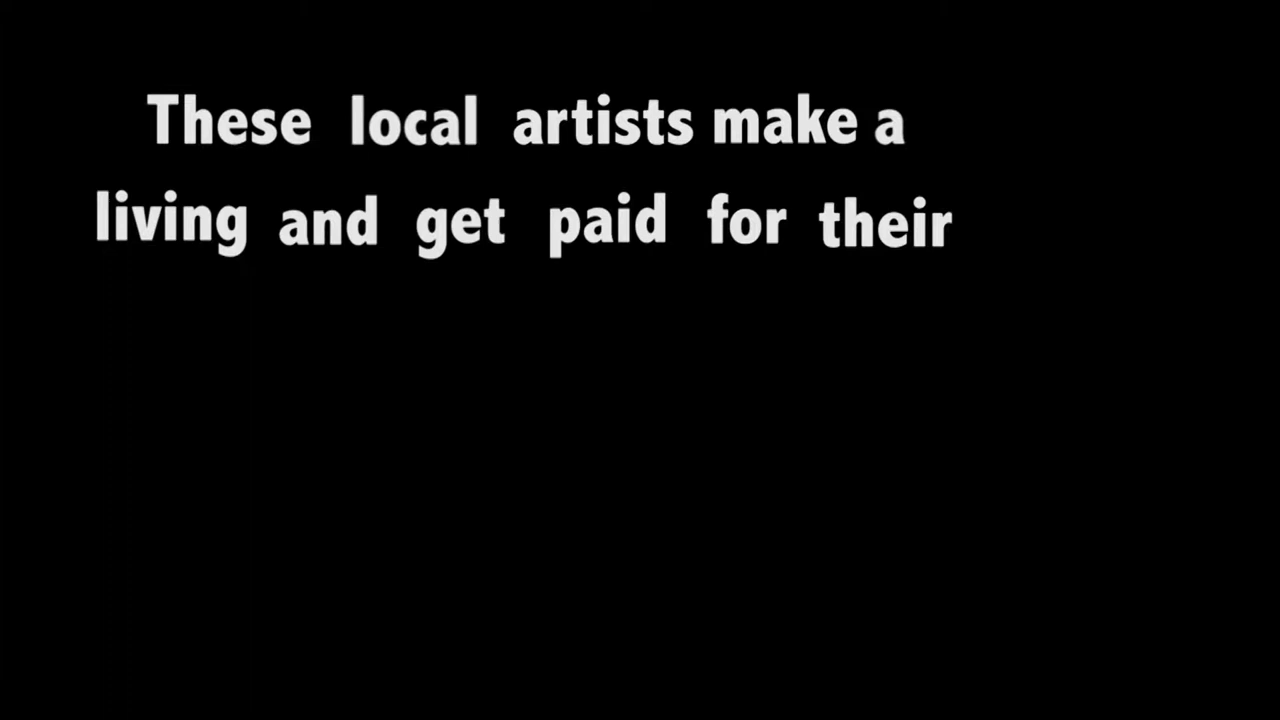 These local artists make a
living and get paid for their